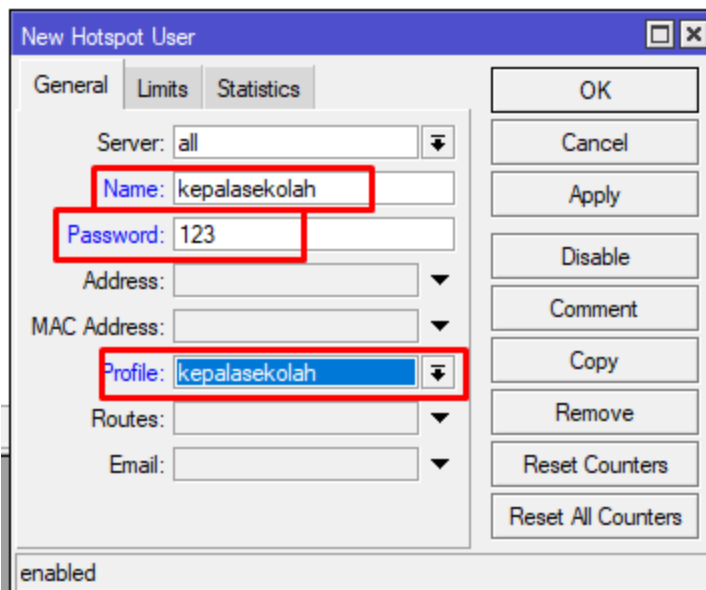 New Hotspot User
General Limits Statistics
Server: all
Name: kepalasekolah
Password: 123
Address:
MAC Address:
Profile: kepalasekolah
Routes:
Email:
OK
Cancel
Apply
Disable
Comment
Copy
Remove
Reset Counters
Reset All Counters
enabled